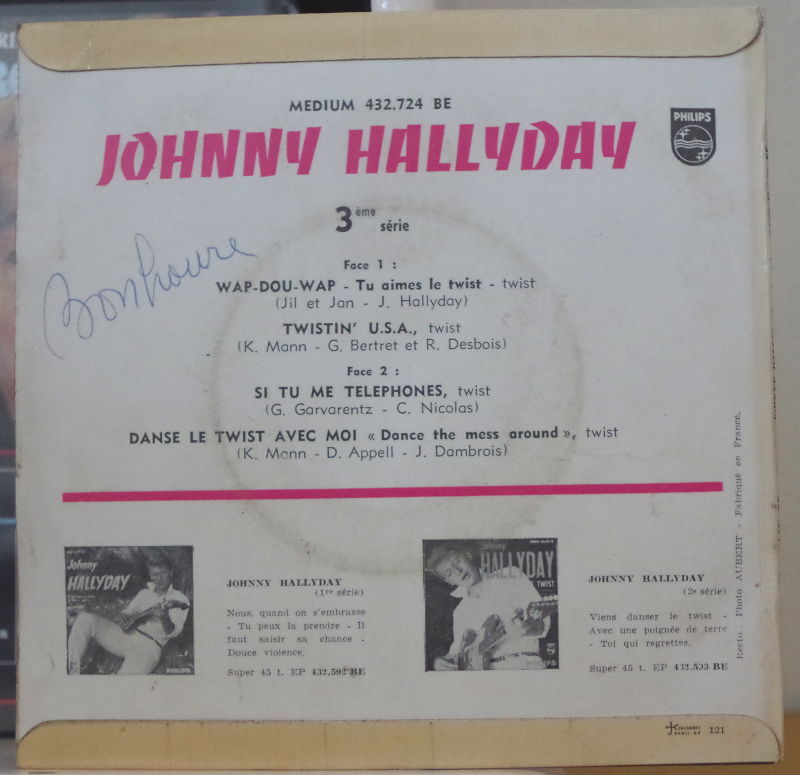 MEDIUM 432.724 BE
PHILIPS
JOHNNY HALLYDAY
3ème série
Bonhoure
Face 1 :
WAP-DOU-WAP - Tu aimes le twist - twist
(Jil et Jan - J. Hallyday)
TWISTIN' U.S.A., twist
(K. Mann - G. Bertret et R. Desbois)
Face 2 :
SI TU ME TELEPHONES, twist
(G. Garvarentz - C. Nicolas)
DANSE LE TWIST AVEC MOI « Dance the mess around », twist
(K. Mann - D. Appell - J. Dambrois)
Johnny
HALLYDAY
PHILIPS
JOHNNY HALLYDAY
(1re série)
Nous, quand on s'embrasse
- Tu peux la prendre - Il
faut saisir sa chance -
Douce violence.
Super 45 t. EP 432.592 BE
Johnny
HALLYDAY
TWIST
PHILIPS
JOHNNY HALLYDAY
(2e série)
Viens danser le twist -
Avec une poignée de terre
- Toi qui regrettes.
Super 45 t. EP 432.593 BE
Recto : Photo AUBERT - Fabriqué en France.
121